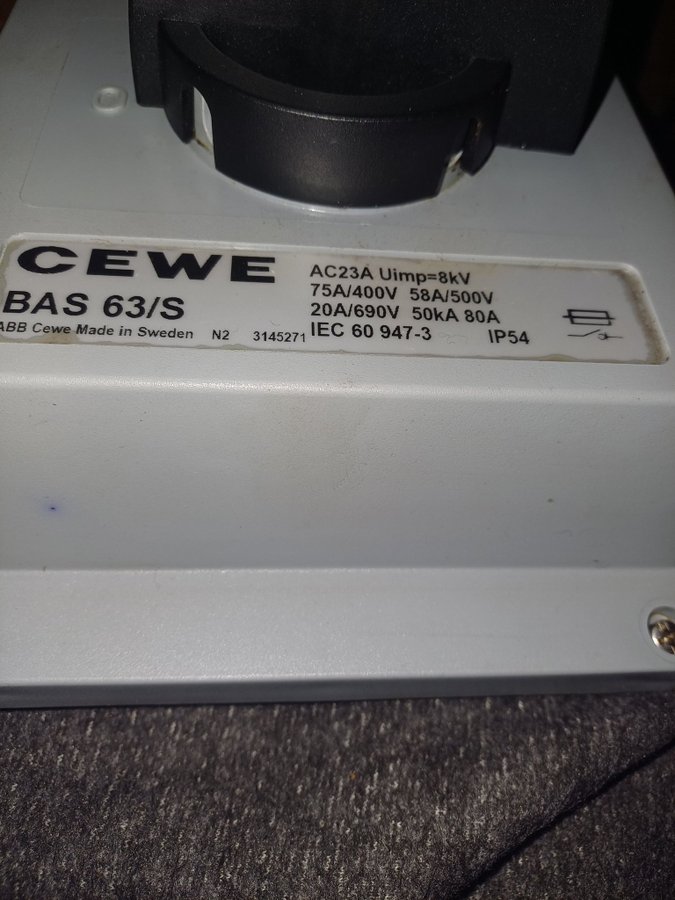 CEWE
BAS 63/S
ABB Cewe Made in Sweden N2 3145271
AC23A Uimp=8kV
75A/400V 58A/500V
20A/690V 50kA 80A
IEC 60 947-3 IP54